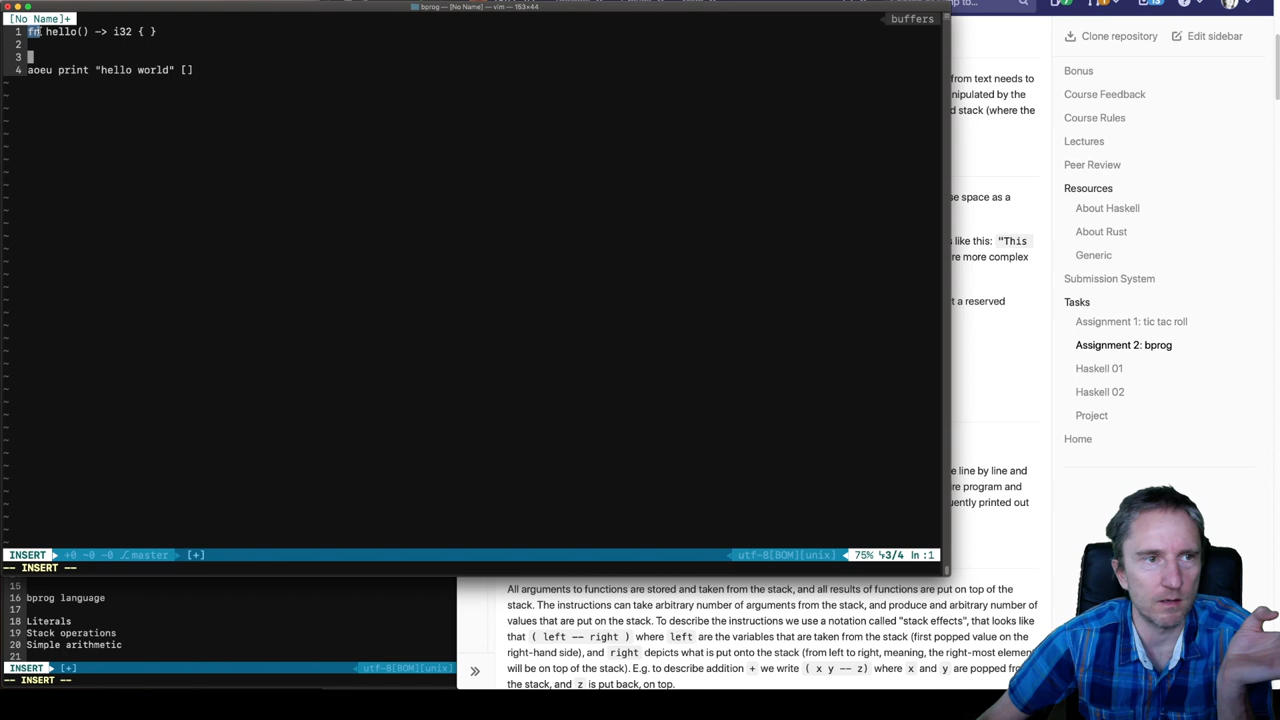 bprog — [No Name]+ — vim — 153×44
[No Name]+
buffers
1 fn hello() -> i32 { }
2
3
4 aoeu print "hello world" []
INSERT +0 ~0 -0 master [+]
utf-8[BOM][unix] 75% 3/4 ln:1
-- INSERT --
15
16 bprog language
17
18 Literals
19 Stack operations
20 Simple arithmetic
21
INSERT [+] utf-8[BOM][unix]
-- INSERT --
from text needs to
nipulated by the
d stack (where the
se space as a
s like this: "This
re more complex
t a reserved
e line by line and
re program and
uently printed out
All arguments to functions are stored and taken from the stack, and all results of functions are put on top of the
stack. The instructions can take arbitrary number of arguments from the stack, and produce and arbitrary number of
values that are put on the stack. To describe the instructions we use a notation called "stack effects", that looks like
that ( left -- right ) where left are the variables that are taken from the stack (first popped value on the
right-hand side), and right depicts what is put onto the stack (from left to right, meaning, the right-most element
will be on top of the stack). E.g. to describe addition + we write ( x y -- z) where x and y are popped from
the stack, and z is put back, on top.
Clone repository
Edit sidebar
Bonus
Course Feedback
Course Rules
Lectures
Peer Review
Resources
About Haskell
About Rust
Generic
Submission System
Tasks
Assignment 1: tic tac roll
Assignment 2: bprog
Haskell 01
Haskell 02
Project
Home